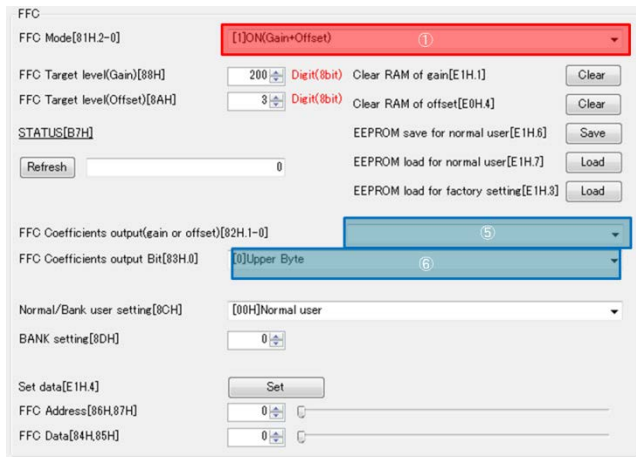 FFC
FFC Mode[81H.2-0] [1]ON(Gain+Offset) ①
FFC Target level(Gain)[88H] 200 Digit(8bit) Clear RAM of gain[E1H.1] Clear
FFC Target level(Offset)[8AH] 3 Digit(8bit) Clear RAM of offset[E0H.4] Clear
STATUS[B7H] EEPROM save for normal user[E1H.6] Save
Refresh 0 EEPROM load for normal user[E1H.7] Load
EEPROM load for factory setting[E1H.3] Load
FFC Coefficients output(gain or offset)[82H.1-0] ⑤
FFC Coefficients output Bit[83H.0] [0]Upper Byte ⑥
Normal/Bank user setting[8CH] [00H]Normal user
BANK setting[8DH] 0
Set data[E1H.4] Set
FFC Address[86H,87H] 0
FFC Data[84H,85H] 0